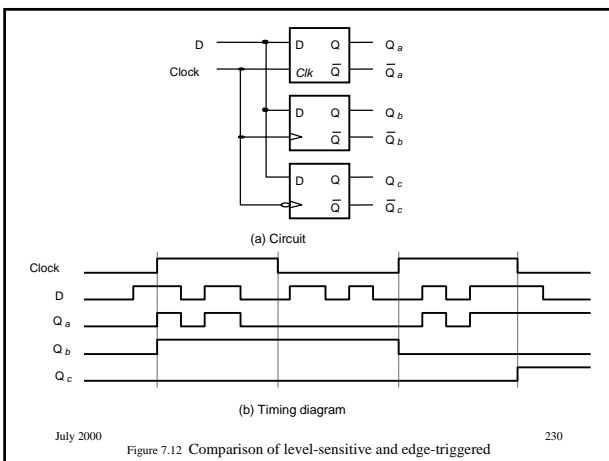 D D Q Q a
Clock Clk Q̅ Q̅ a
D Q Q b
Q̅ Q̅ b
D Q Q c
Q̅ Q̅ c
(a) Circuit
Clock
D
Q a
Q b
Q c
(b) Timing diagram
July 2000 230
Figure 7.12 Comparison of level-sensitive and edge-triggered